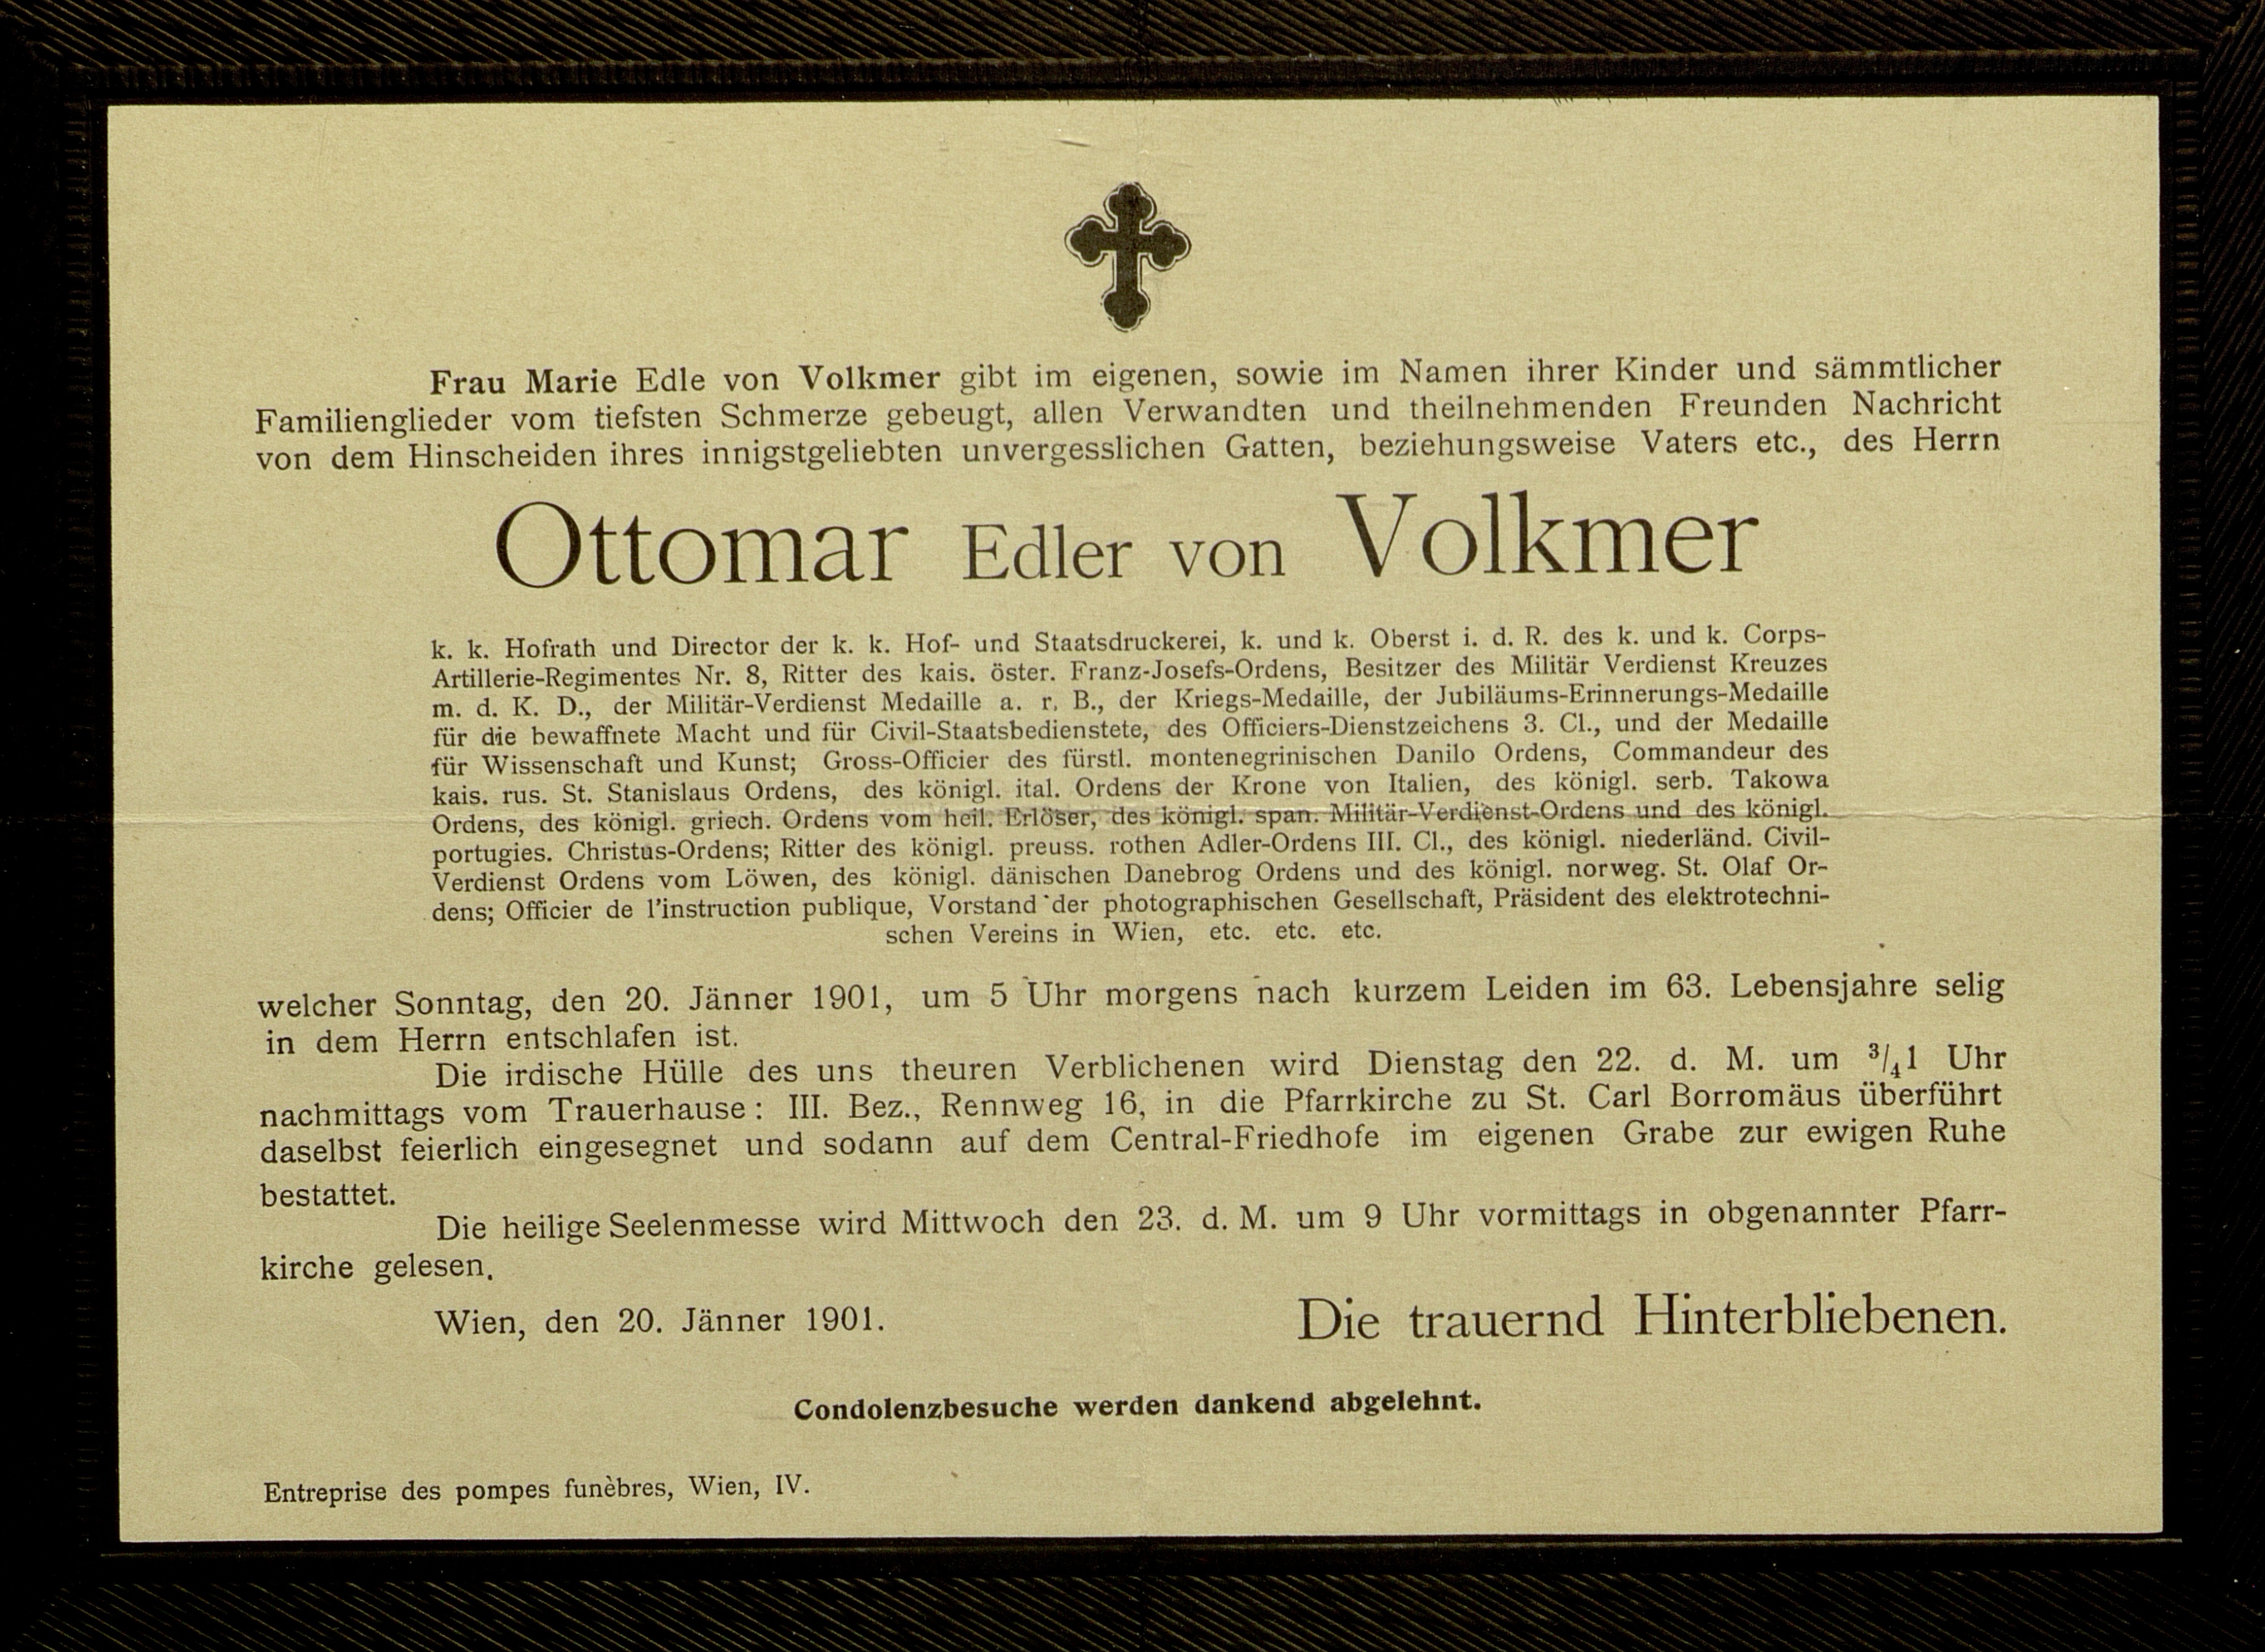 Frau Marie Edle von Volkmer gibt im eigenen, sowie im Namen ihrer Kinder und sämmtlicher
Familienglieder vom tiefsten Schmerze gebeugt, allen Verwandten und theilnehmenden Freunden Nachricht
von dem Hinscheiden ihres innigstgeliebten unvergesslichen Gatten, beziehungsweise Vaters etc., des Herrn
Ottomar Edler von Volkmer
k. k. Hofrath und Director der k. k. Hof- und Staatsdruckerei, k. und k. Oberst i. d. R. des k. und k. Corps-
Artillerie-Regimentes Nr. 8, Ritter des kais. öster. Franz-Josefs-Ordens, Besitzer des Militär Verdienst Kreuzes
m. d. K. D., der Militär-Verdienst Medaille a. r. B., der Kriegs-Medaille, der Jubiläums-Erinnerungs-Medaille
für die bewaffnete Macht und für Civil-Staatsbedienstete, des Officiers-Dienstzeichens 3. Cl., und der Medaille
für Wissenschaft und Kunst; Gross-Officier des fürstl. montenegrinischen Danilo Ordens, Commandeur des
kais. rus. St. Stanislaus Ordens, des königl. ital. Ordens der Krone von Italien, des königl. serb. Takowa
Ordens, des königl. griech. Ordens vom heil. Erlöser, des königl. span. Militär-Verdienst-Ordens und des königl.
portugies. Christus-Ordens; Ritter des königl. preuss. rothen Adler-Ordens III. Cl., des königl. niederländ. Civil-
Verdienst Ordens vom Löwen, des königl. dänischen Danebrog Ordens und des königl. norweg. St. Olaf Or-
dens; Officier de l'instruction publique, Vorstand der photographischen Gesellschaft, Präsident des elektrotechni-
schen Vereins in Wien, etc. etc. etc.
welcher Sonntag, den 20. Jänner 1901, um 5 Uhr morgens nach kurzem Leiden im 63. Lebensjahre selig
in dem Herrn entschlafen ist.
Die irdische Hülle des uns theuren Verblichenen wird Dienstag den 22. d. M. um 3/4 1 Uhr
nachmittags vom Trauerhause: III. Bez., Rennweg 16, in die Pfarrkirche zu St. Carl Borromäus überführt
daselbst feierlich eingesegnet und sodann auf dem Central-Friedhofe im eigenen Grabe zur ewigen Ruhe
bestattet.
Die heilige Seelenmesse wird Mittwoch den 23. d. M. um 9 Uhr vormittags in obgenannter Pfarr-
kirche gelesen.
Wien, den 20. Jänner 1901. Die trauernd Hinterbliebenen.
Condolenzbesuche werden dankend abgelehnt.
Entreprise des pompes funèbres, Wien, IV.